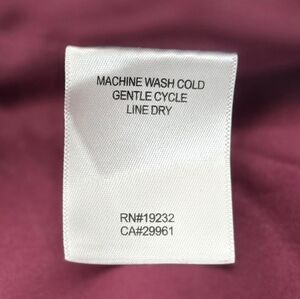 MACHINE WASH COLD
GENTLE CYCLE
LINE DRY
RN#19232
CA#29961